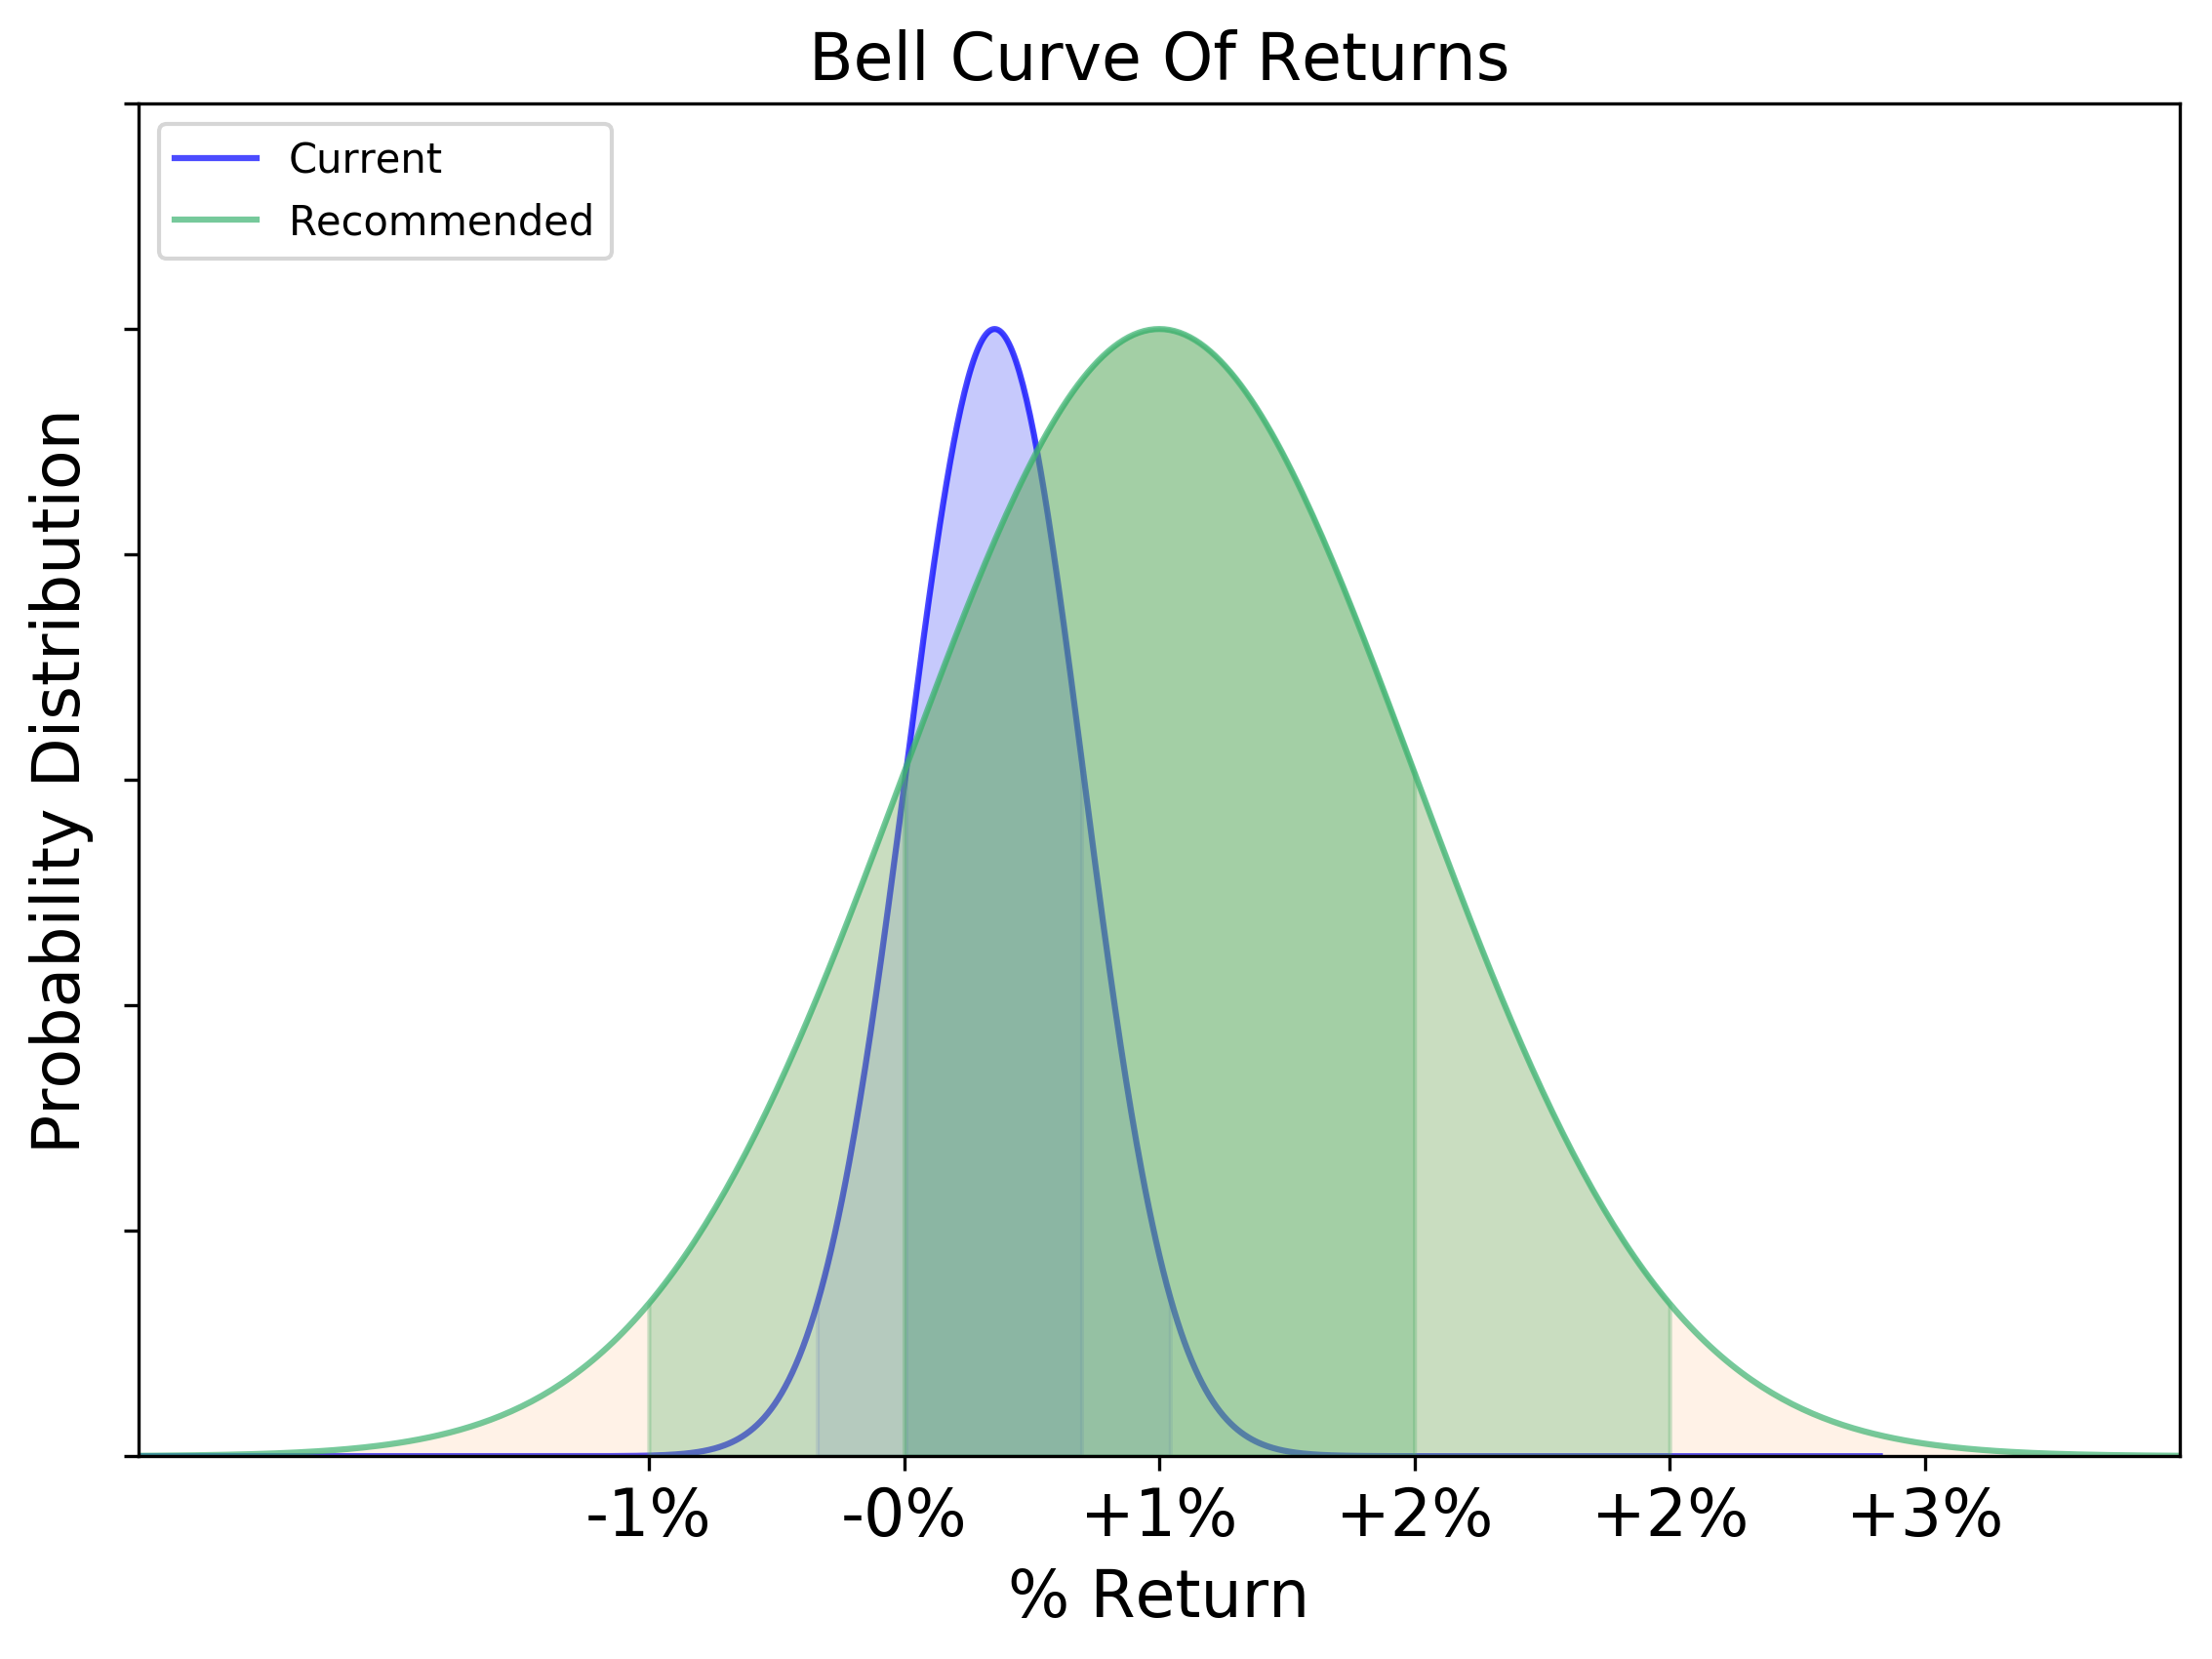 Bell Curve Of Returns
Current
Recommended
Probability Distribution
-1% -0% +1% +2% +2% +3%
% Return